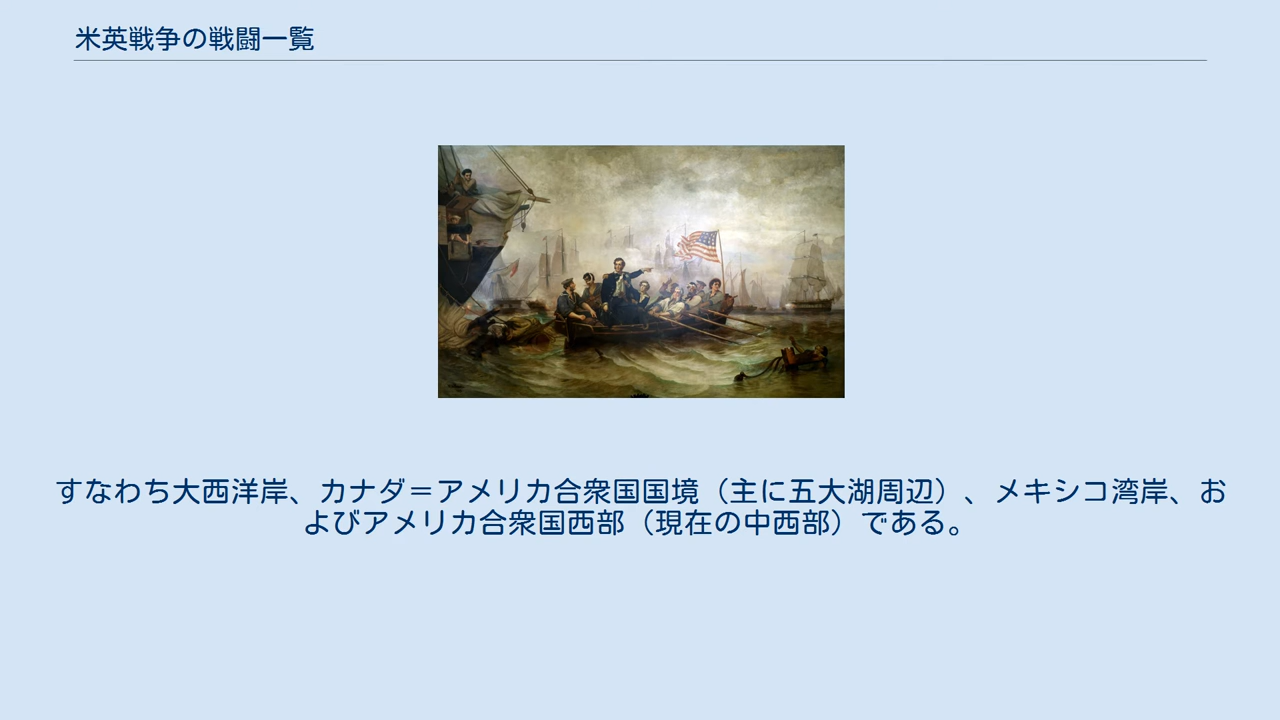 米英戦争の戦闘一覧
すなわち大西洋岸、カナダ＝アメリカ合衆国国境（主に五大湖周辺）、メキシコ湾岸、お
よびアメリカ合衆国西部（現在の中西部）である。